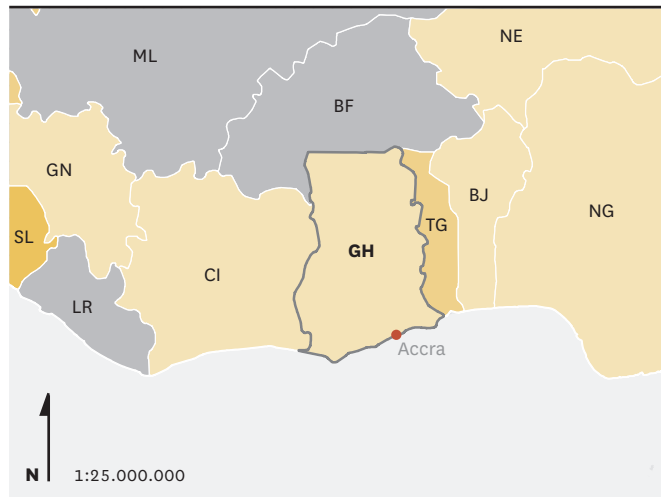 NE
ML
BF
GN
BJ
NG
TG
SL
GH
CI
LR
Accra
N 1:25.000.000